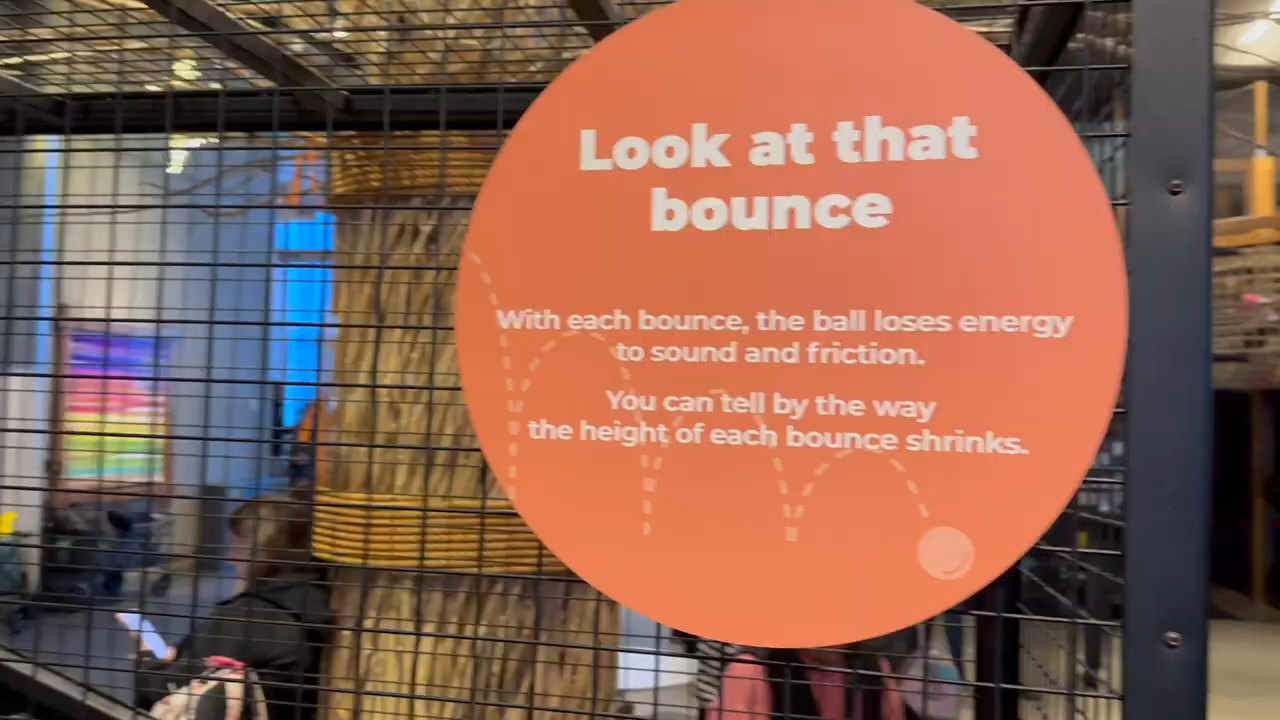 Look at that
bounce
With each bounce, the ball loses energy
to sound and friction.
You can tell by the way
the height of each bounce shrinks.